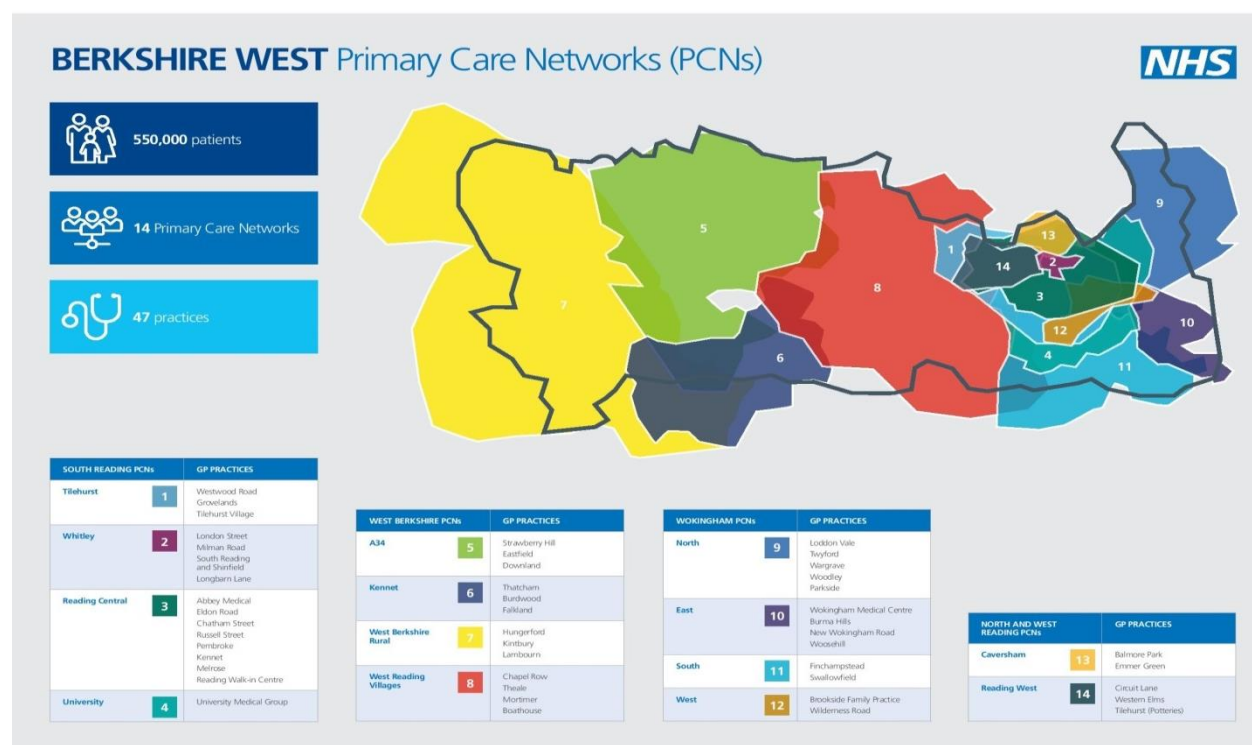 BERKSHIRE WEST Primary Care Networks (PCNs)
NHS
550,000 patients
14 Primary Care Networks
47 practices
1
2
3
4
5
6
7
8
9
10
11
12
13
14
SOUTH READING PCNs GP PRACTICES
Tilehurst 1 Westwood Road
Grovelands
Tilehurst Village
Whitley 2 London Street
Milman Road
South Reading
and Shinfield
Longbarn Lane
Reading Central 3 Abbey Medical
Eldon Road
Chatham Street
Russell Street
Pembroke
Kennet
Melrose
Reading Walk-in Centre
University 4 University Medical Group
WEST BERKSHIRE PCNs GP PRACTICES
A34 5 Strawberry Hill
Eastfield
Downland
Kennet 6 Thatcham
Burdwood
Falkland
West Berkshire
Rural 7 Hungerford
Kintbury
Lambourn
West Reading
Villages 8 Chapel Row
Theale
Mortimer
Boathouse
WOKINGHAM PCNs GP PRACTICES
North 9 Loddon Vale
Twyford
Wargrave
Woodley
Parkside
East 10 Wokingham Medical Centre
Burma Hills
New Wokingham Road
Woosehill
South 11 Finchampstead
Swallowfield
West 12 Brookside Family Practice
Wilderness Road
NORTH AND WEST
READING PCNs GP PRACTICES
Caversham 13 Balmore Park
Emmer Green
Reading West 14 Circuit Lane
Western Elms
Tilehurst (Potteries)